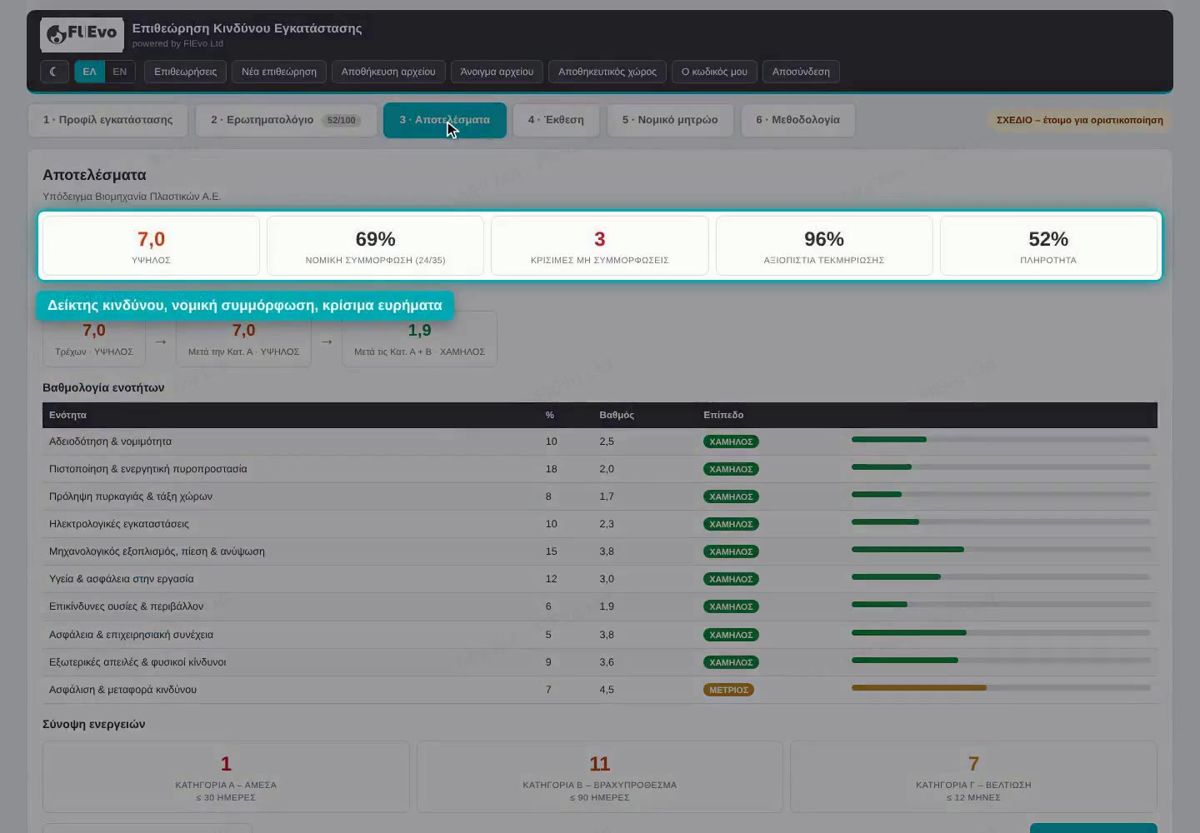 FlEvo
Επιθεώρηση Κινδύνου Εγκατάστασης
powered by FlEvo Ltd
ΕΛ EN Επιθεωρήσεις Νέα επιθεώρηση Αποθήκευση αρχείου Άνοιγμα αρχείου Αποθηκευτικός χώρος Ο κωδικός μου Αποσύνδεση
1 · Προφίλ εγκατάστασης 2 · Ερωτηματολόγιο 52/100 3 · Αποτελέσματα 4 · Έκθεση 5 · Νομικό μητρώο 6 · Μεθοδολογία ΣΧΕΔΙΟ – έτοιμο για οριστικοποίηση
Αποτελέσματα
Υπόδειγμα Βιομηχανία Πλαστικών Α.Ε.
7,0 69% 3 96% 52%
ΥΨΗΛΟΣ ΝΟΜΙΚΗ ΣΥΜΜΟΡΦΩΣΗ (24/35) ΚΡΙΣΙΜΕΣ ΜΗ ΣΥΜΜΟΡΦΩΣΕΙΣ ΑΞΙΟΠΙΣΤΙΑ ΤΕΚΜΗΡΙΩΣΗΣ ΠΛΗΡΟΤΗΤΑ
Δείκτης κινδύνου, νομική συμμόρφωση, κρίσιμα ευρήματα
7,0 → 7,0 → 1,9
Τρέχων · ΥΨΗΛΟΣ Μετά την Κατ. Α · ΥΨΗΛΟΣ Μετά τις Κατ. Α + Β · ΧΑΜΗΛΟΣ
Βαθμολογία ενοτήτων
Ενότητα % Βαθμός Επίπεδο
Αδειοδότηση & νομιμότητα 10 2,5 ΧΑΜΗΛΟΣ
Πιστοποίηση & ενεργητική πυροπροστασία 18 2,0 ΧΑΜΗΛΟΣ
Πρόληψη πυρκαγιάς & τάξη χώρων 8 1,7 ΧΑΜΗΛΟΣ
Ηλεκτρολογικές εγκαταστάσεις 10 2,3 ΧΑΜΗΛΟΣ
Μηχανολογικός εξοπλισμός, πίεση & ανύψωση 15 3,8 ΧΑΜΗΛΟΣ
Υγεία & ασφάλεια στην εργασία 12 3,0 ΧΑΜΗΛΟΣ
Επικίνδυνες ουσίες & περιβάλλον 6 1,9 ΧΑΜΗΛΟΣ
Ασφάλεια & επιχειρησιακή συνέχεια 5 3,8 ΧΑΜΗΛΟΣ
Εξωτερικές απειλές & φυσικοί κίνδυνοι 9 3,6 ΧΑΜΗΛΟΣ
Ασφάλιση & μεταφορά κινδύνου 7 4,5 ΜΕΤΡΙΟΣ
Σύνοψη ενεργειών
1 11 7
ΚΑΤΗΓΟΡΙΑ Α – ΑΜΕΣΑ ΚΑΤΗΓΟΡΙΑ Β – ΒΡΑΧΥΠΡΟΘΕΣΜΑ ΚΑΤΗΓΟΡΙΑ Γ – ΒΕΛΤΙΩΣΗ
≤ 30 ΗΜΕΡΕΣ ≤ 90 ΗΜΕΡΕΣ ≤ 12 ΜΗΝΕΣ